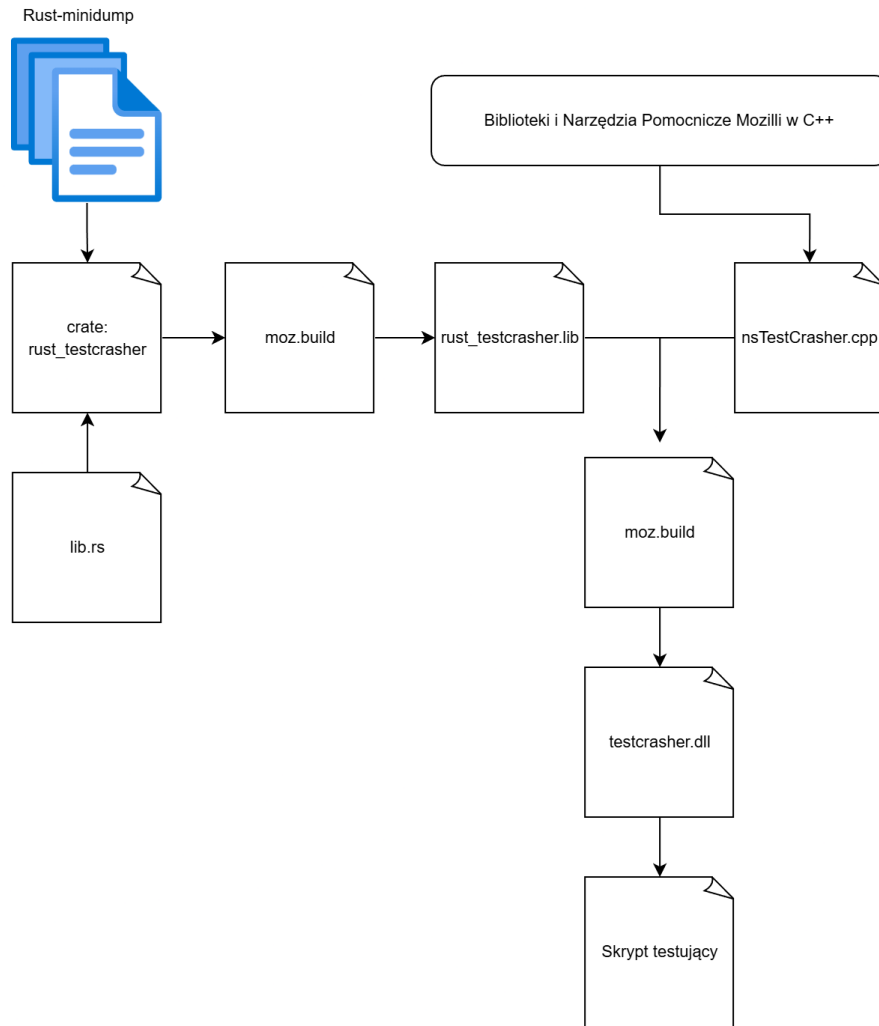 Rust-minidump
Biblioteki i Narzędzia Pomocnicze Mozilli w C++
crate:
rust_testcrasher
moz.build
rust_testcrasher.lib
nsTestCrasher.cpp
lib.rs
moz.build
testcrasher.dll
Skrypt testujący